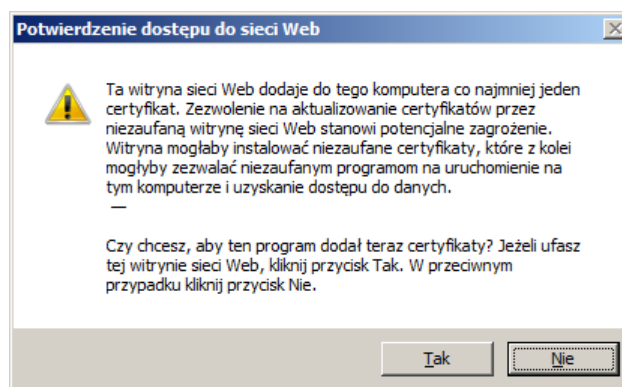 Potwierdzenie dostępu do sieci Web
Ta witryna sieci Web dodaje do tego komputera co najmniej jeden
certyfikat. Zezwolenie na aktualizowanie certyfikatów przez
niezaufaną witrynę sieci Web stanowi potencjalne zagrożenie.
Witryna mogłaby instalować niezaufane certyfikaty, które z kolei
mogłyby zezwalać niezaufanym programom na uruchomienie na
tym komputerze i uzyskanie dostępu do danych.
—
Czy chcesz, aby ten program dodał teraz certyfikaty? Jeżeli ufasz
tej witrynie sieci Web, kliknij przycisk Tak. W przeciwnym
przypadku kliknij przycisk Nie.
Tak
Nie